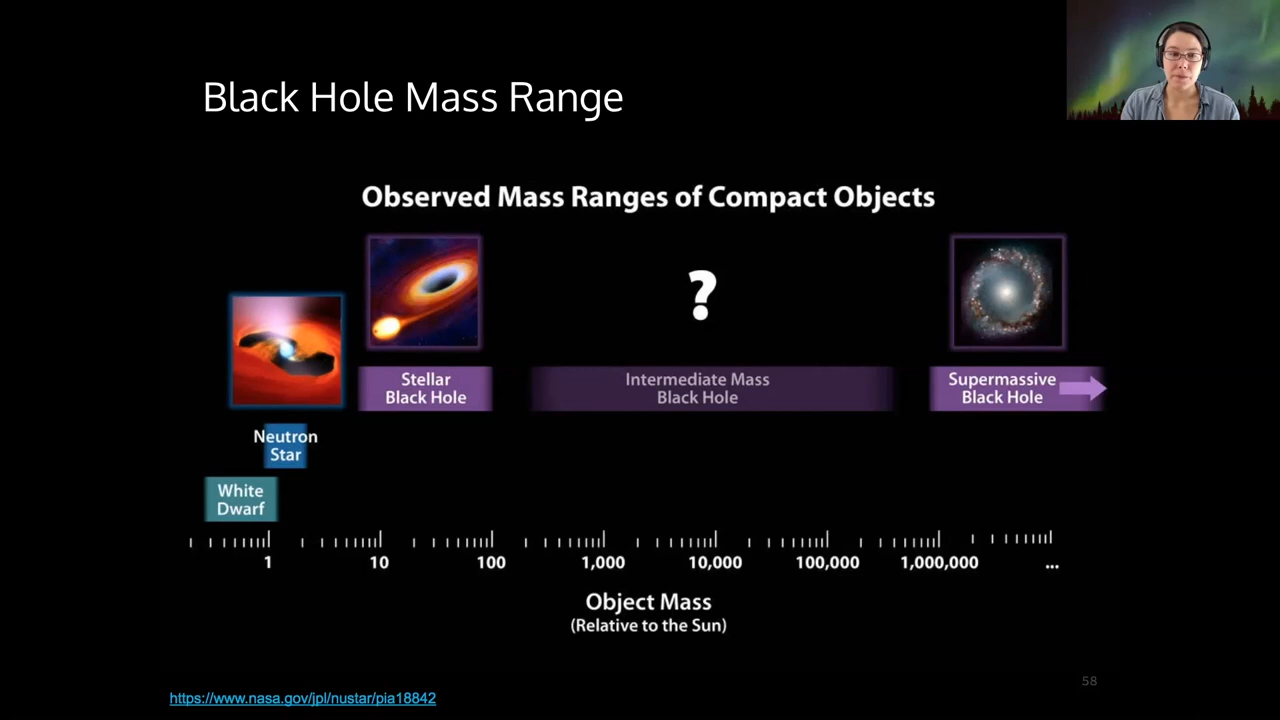 Black Hole Mass Range
Observed Mass Ranges of Compact Objects
?
Stellar
Black Hole
Intermediate Mass
Black Hole
Supermassive
Black Hole
Neutron
Star
White
Dwarf
1 10 100 1,000 10,000 100,000 1,000,000 ...
Object Mass
(Relative to the Sun)
58
https://www.nasa.gov/jpl/nustar/pia18842